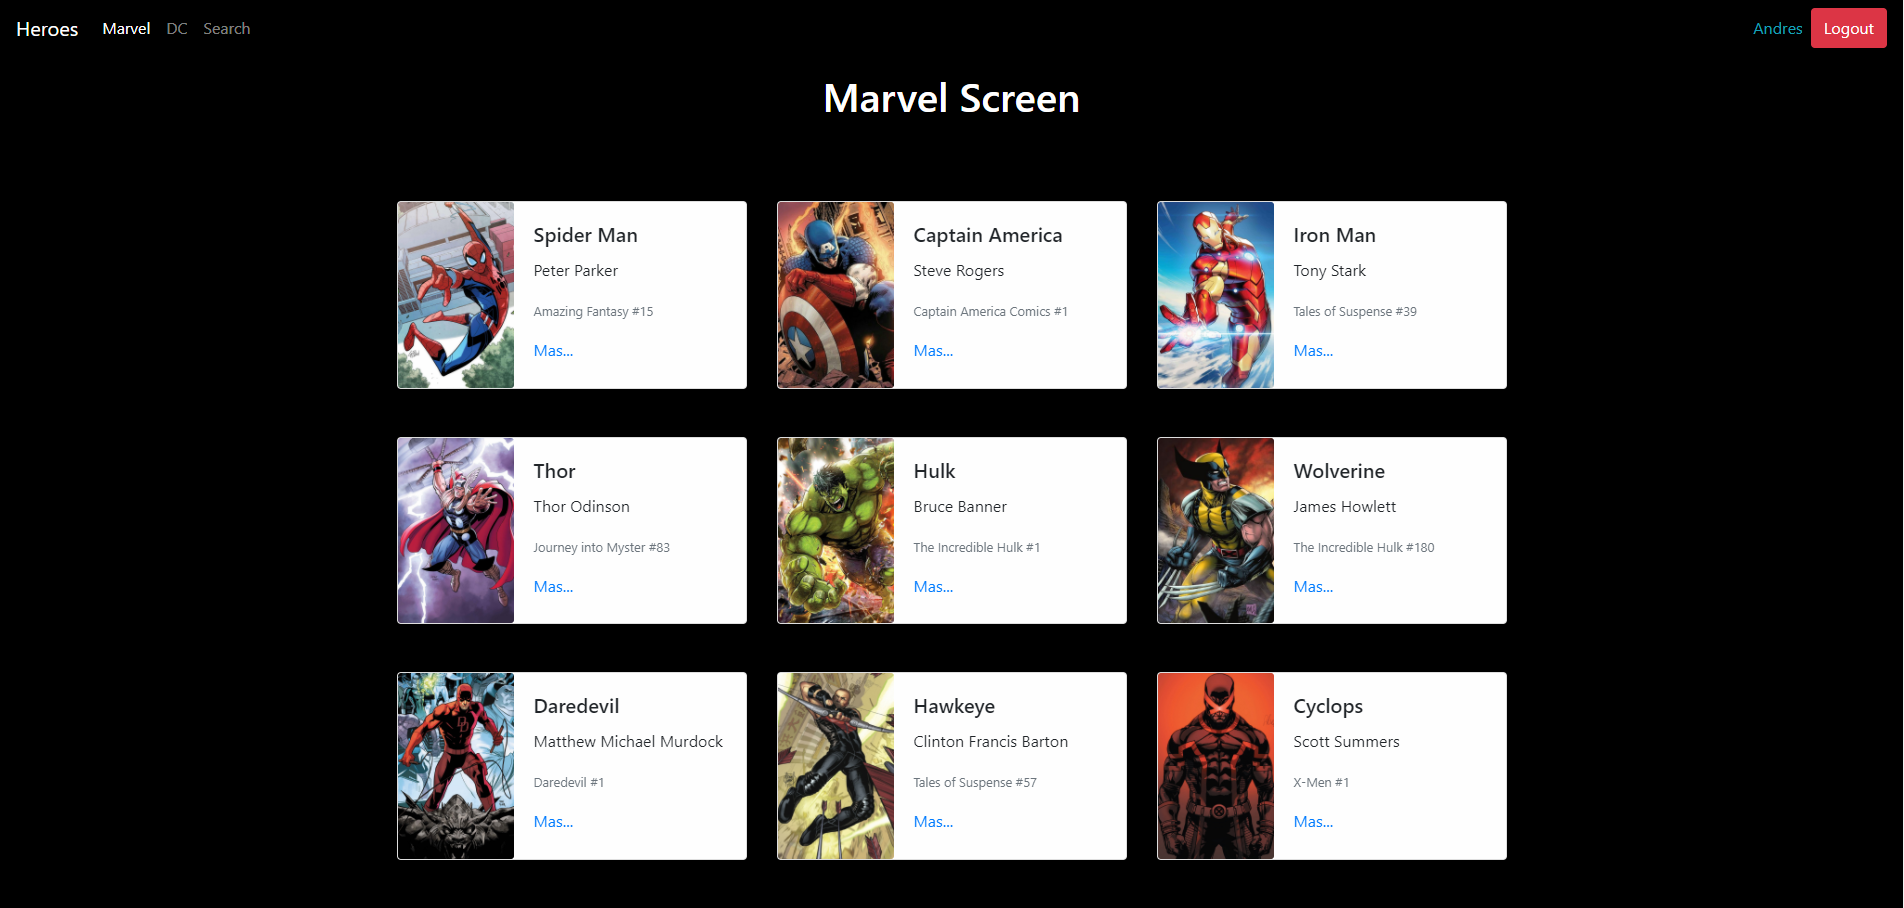 Heroes Marvel DC Search Andres Logout
Marvel Screen
Spider Man
Peter Parker
Amazing Fantasy #15
Mas...
Captain America
Steve Rogers
Captain America Comics #1
Mas...
Iron Man
Tony Stark
Tales of Suspense #39
Mas...
Thor
Thor Odinson
Journey into Myster #83
Mas...
Hulk
Bruce Banner
The Incredible Hulk #1
Mas...
Wolverine
James Howlett
The Incredible Hulk #180
Mas...
Daredevil
Matthew Michael Murdock
Daredevil #1
Mas...
Hawkeye
Clinton Francis Barton
Tales of Suspense #57
Mas...
Cyclops
Scott Summers
X-Men #1
Mas...